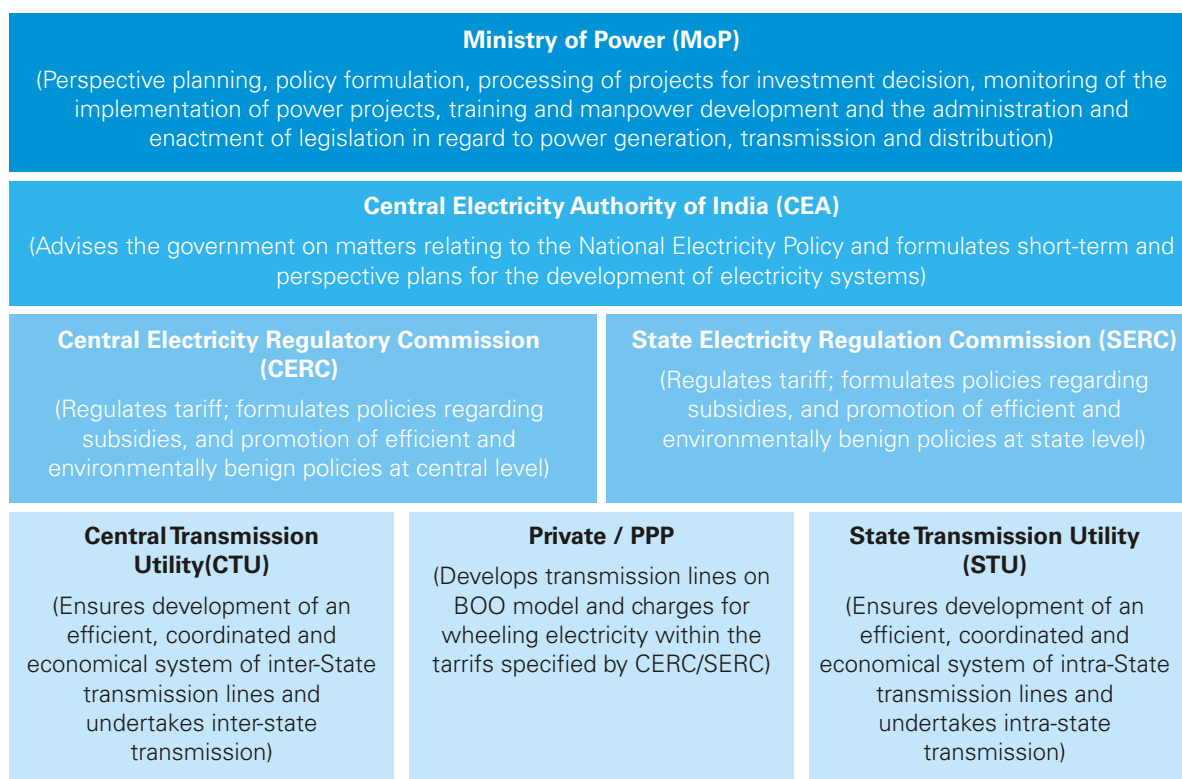 Ministry of Power (MoP)
(Perspective planning, policy formulation, processing of projects for investment decision, monitoring of the
implementation of power projects, training and manpower development and the administration and
enactment of legislation in regard to power generation, transmission and distribution)
Central Electricity Authority of India (CEA)
(Advises the government on matters relating to the National Electricity Policy and formulates short-term and
perspective plans for the development of electricity systems)
Central Electricity Regulatory Commission
(CERC)
(Regulates tariff; formulates policies regarding
subsidies, and promotion of efficient and
environmentally benign policies at central level)
State Electricity Regulation Commission (SERC)
(Regulates tariff; formulates policies regarding
subsidies, and promotion of efficient and
environmentally benign policies at state level)
Central Transmission
Utility(CTU)
(Ensures development of an
efficient, coordinated and
economical system of inter-State
transmission lines and
undertakes inter-state
transmission)
Private / PPP
(Develops transmission lines on
BOO model and charges for
wheeling electricity within the
tarrifs specified by CERC/SERC)
State Transmission Utility
(STU)
(Ensures development of an
efficient, coordinated and
economical system of intra-State
transmission lines and
undertakes intra-state
transmission)